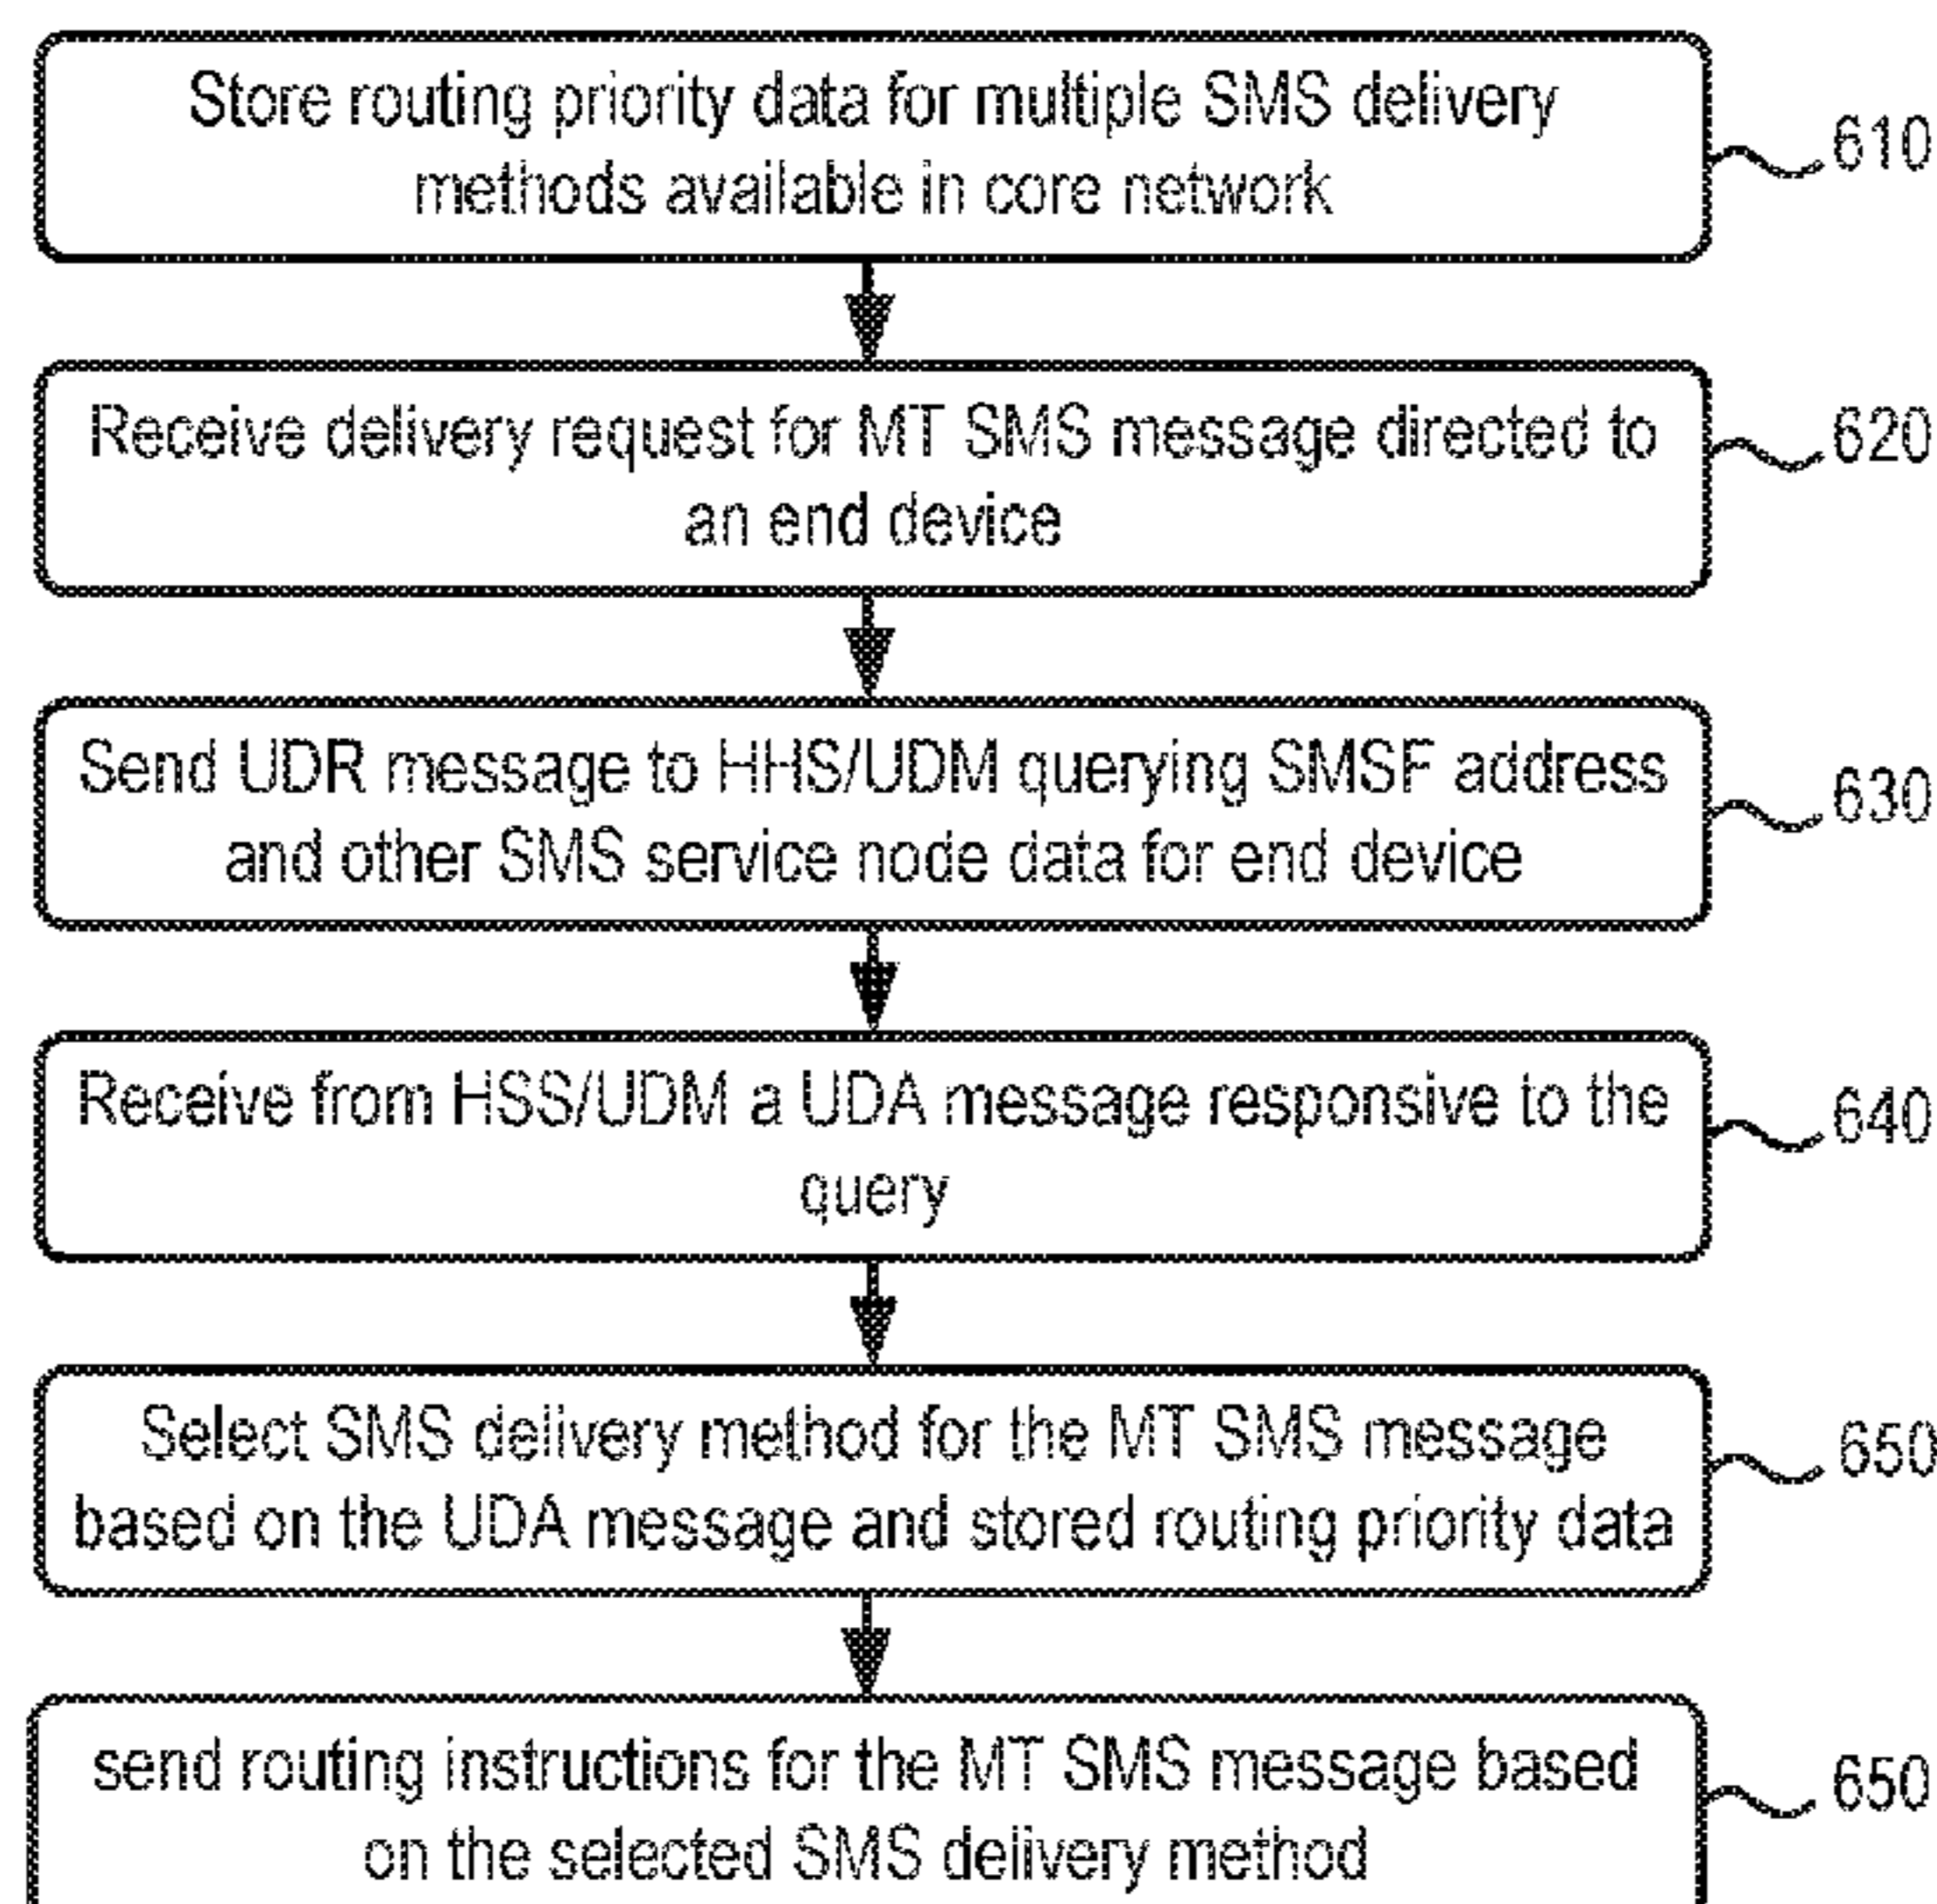 Store routing priority data for multiple SMS delivery
methods available in core network
610
Receive delivery request for MT SMS message directed to
an end device
620
Send UDR message to HHS/UDM querying SMSF address
and other SMS service node data for end device
630
Receive from HSS/UDM a UDA message responsive to the
query
640
Select SMS delivery method for the MT SMS message
based on the UDA message and stored routing priority data
650
send routing instructions for the MT SMS message based
on the selected SMS delivery method
650